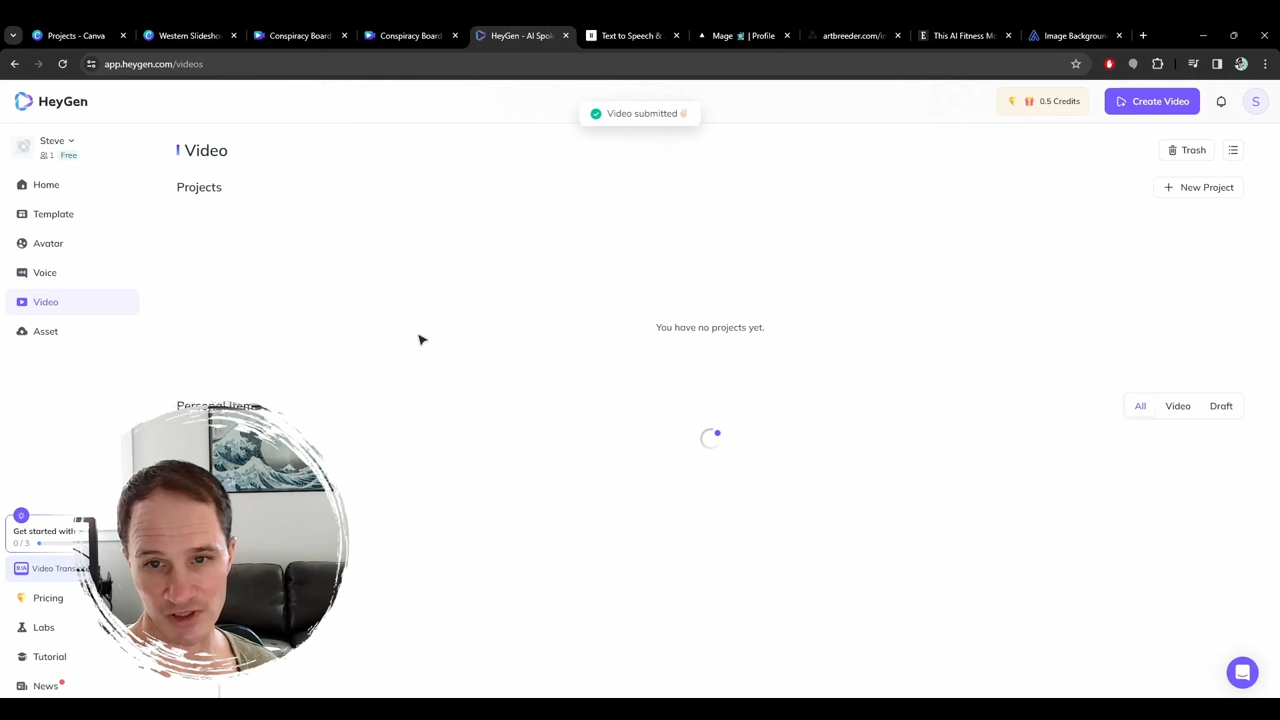 Projects - Canva
Western Slidesho
Conspiracy Board
Conspiracy Board
HeyGen - AI Spok
Text to Speech &
Mage | Profile
artbreeder.com/in
This AI Fitness Mo
Image Backgroun
app.heygen.com/videos
HeyGen
Video submitted
0.5 Credits
Create Video
S
Steve
1 Free
Home
Template
Avatar
Voice
Video
Asset
Video
Trash
Projects
New Project
You have no projects yet.
Personal Item
All
Video
Draft
Get started with
0 / 3
Video Trans
Pricing
Labs
Tutorial
News